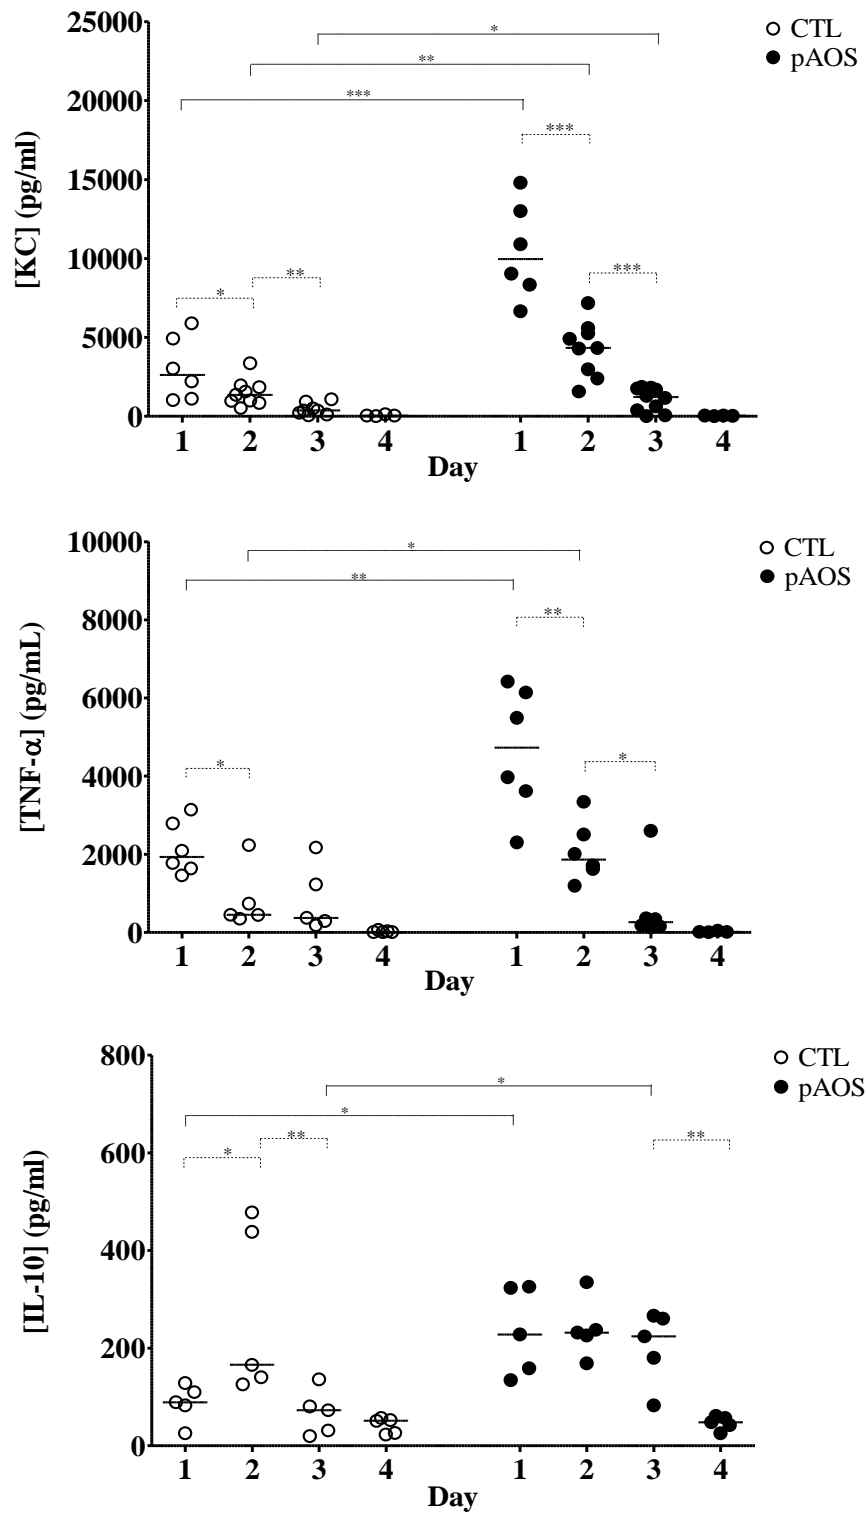 25000
20000
15000
10000
5000
0
[KC] (pg/ml)
CTL
pAOS
*
**
***
***
***
**
*
1 2 3 4 1 2 3 4
Day
10000
8000
6000
4000
2000
0
[TNF-α] (pg/mL)
CTL
pAOS
*
**
**
*
*
1 2 3 4 1 2 3 4
Day
800
600
400
200
0
[IL-10] (pg/ml)
CTL
pAOS
*
*
**
**
*
1 2 3 4 1 2 3 4
Day